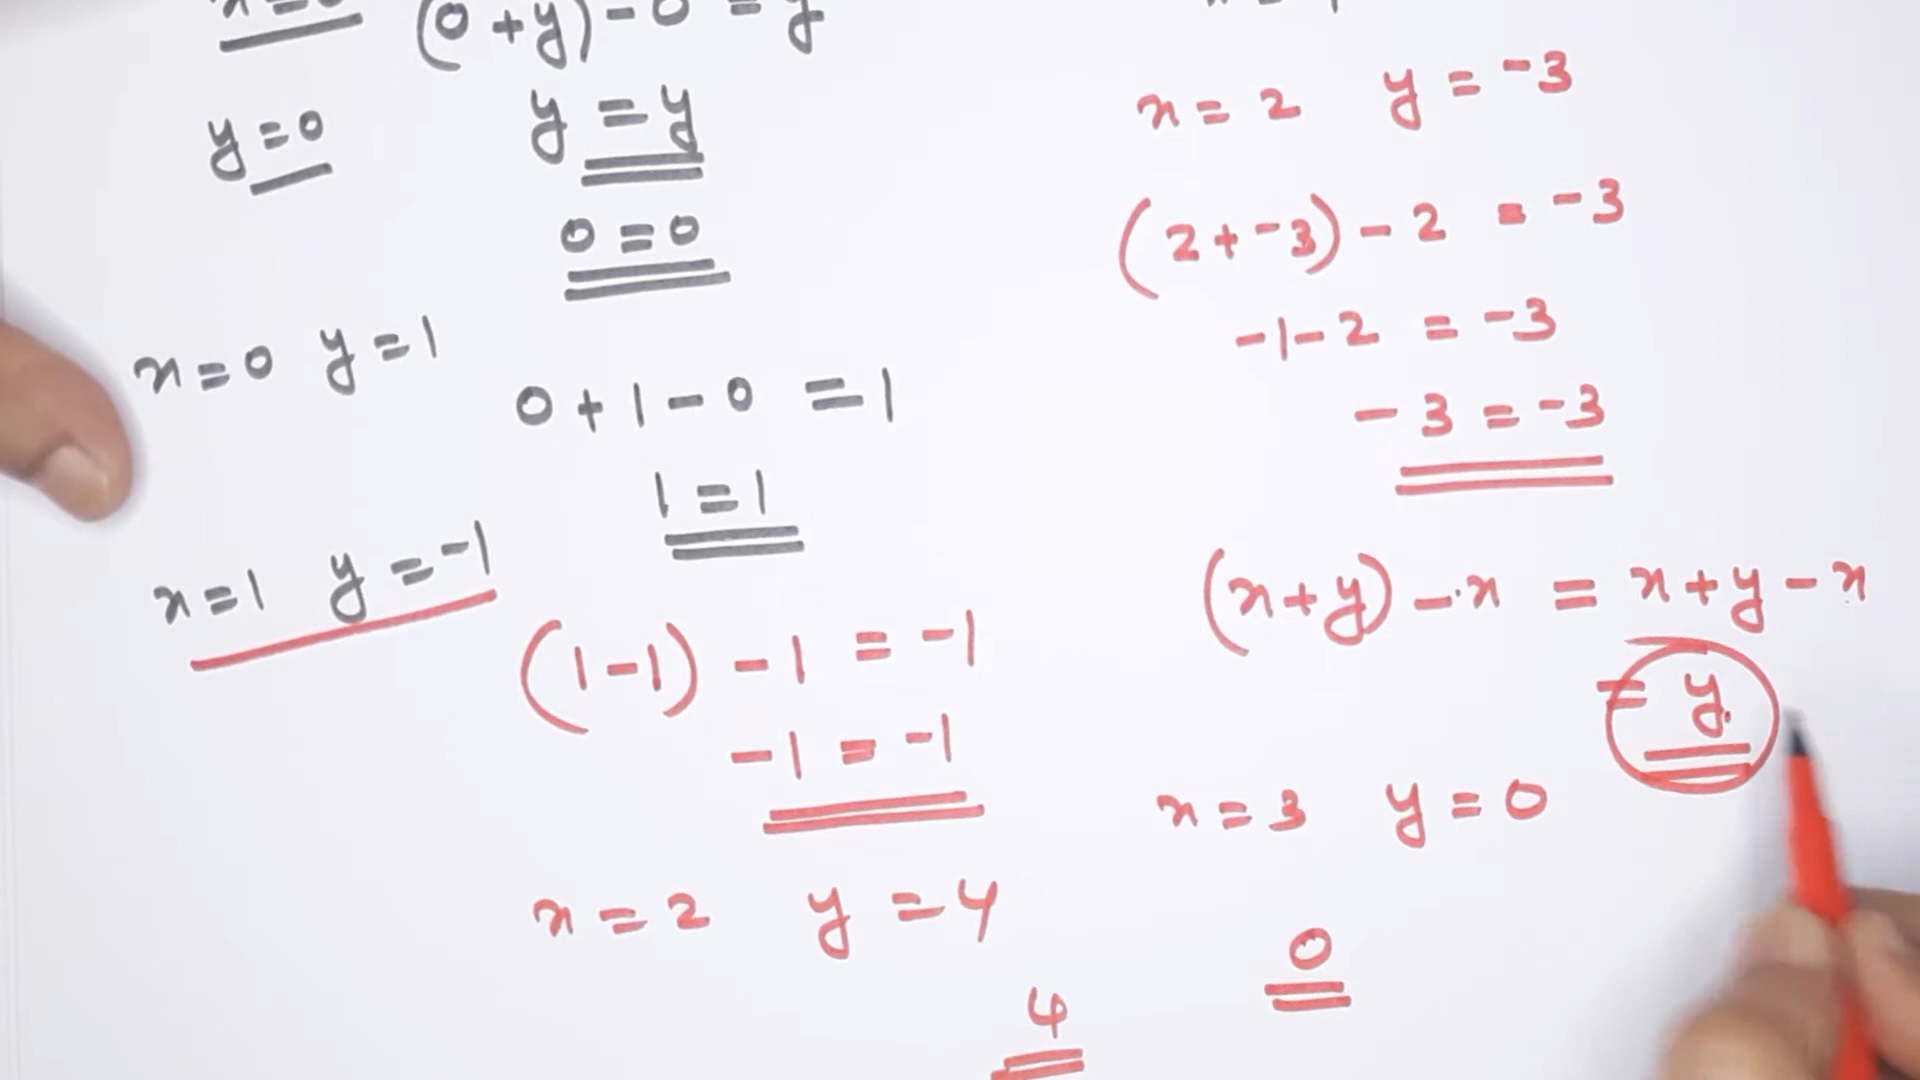 (0+y)-0=y
y=0
y=y
0=0
x=0 y=1
0+1-0=1
1=1
x=1 y=-1
(1-1)-1=-1
-1=-1
x=2 y=4
4
x=2 y=-3
(2+-3)-2=-3
-1-2=-3
-3=-3
(x+y)-x=x+y-x
=y
x=3 y=0
0